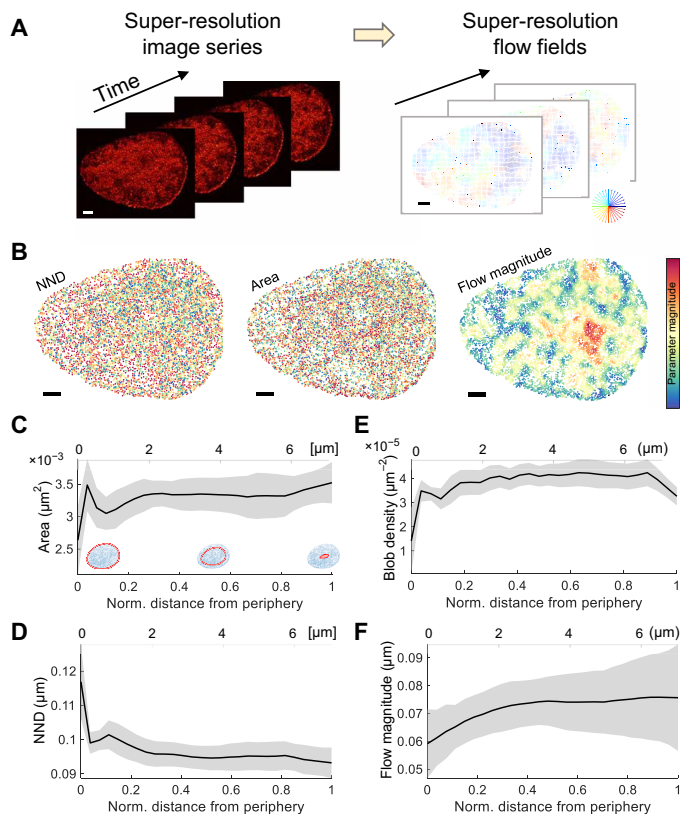 A
Super-resolution
image series
Super-resolution
flow fields
Time
B
NND
Area
Flow magnitude
Parameter magnitude
C
0 2 4 6 [µm]
×10⁻³
Area (µm²)
3.5
3
2.5
0 0.2 0.4 0.6 0.8 1
Norm. distance from periphery
E
0 2 4 6 (µm)
×10⁻⁵
Blob density (µm⁻²)
4
3
2
1
0 0.2 0.4 0.6 0.8 1
Norm. distance from periphery
D
0 2 4 6 [µm]
NND (µm)
0.12
0.11
0.1
0.09
0 0.2 0.4 0.6 0.8 1
Norm. distance from periphery
F
0 2 4 6 (µm)
Flow magnitude (µm)
0.09
0.08
0.07
0.06
0.05
0 0.2 0.4 0.6 0.8 1
Norm. distance from periphery